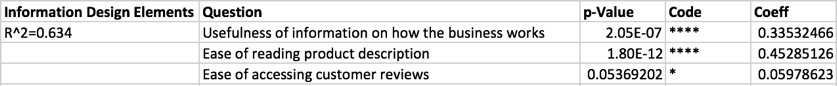 Information Design Elements Question p-Value Code Coeff
R^2=0.634 Usefulness of information on how the business works 2.05E-07 **** 0.33532466
Ease of reading product description 1.80E-12 **** 0.45285126
Ease of accessing customer reviews 0.05369202 * 0.05978623